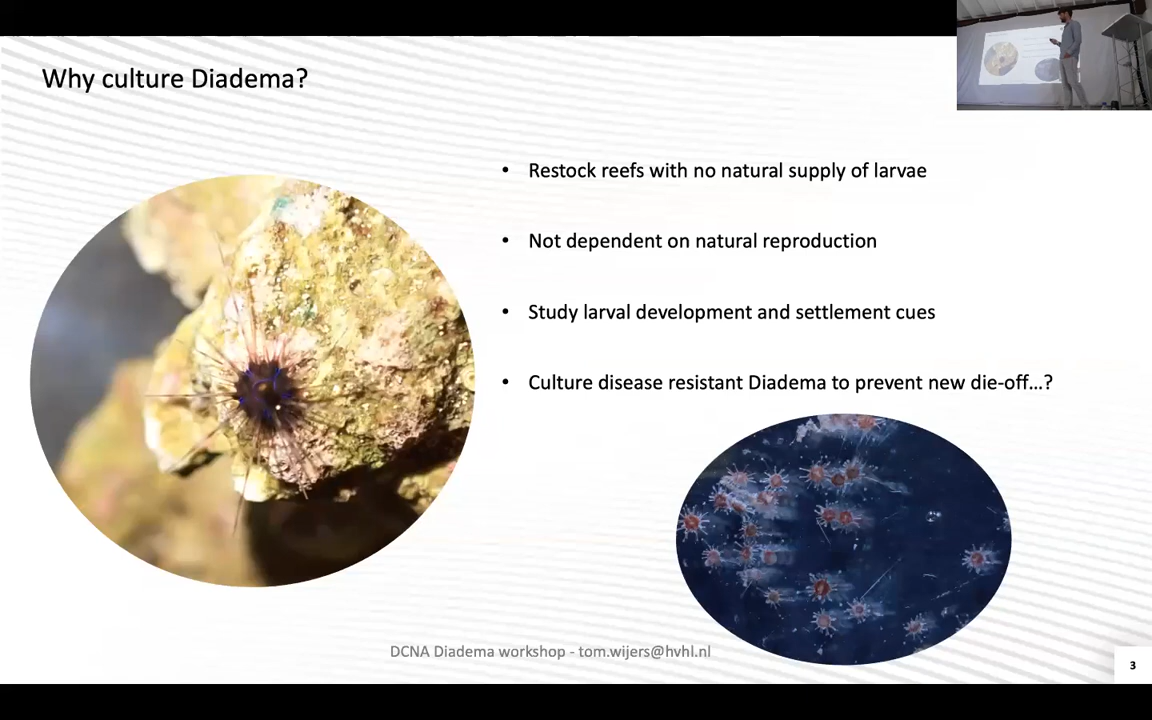 Why culture Diadema?
• Restock reefs with no natural supply of larvae
• Not dependent on natural reproduction
• Study larval development and settlement cues
• Culture disease resistant Diadema to prevent new die-off...?
DCNA Diadema workshop - tom.wijers@hvhl.nl
3